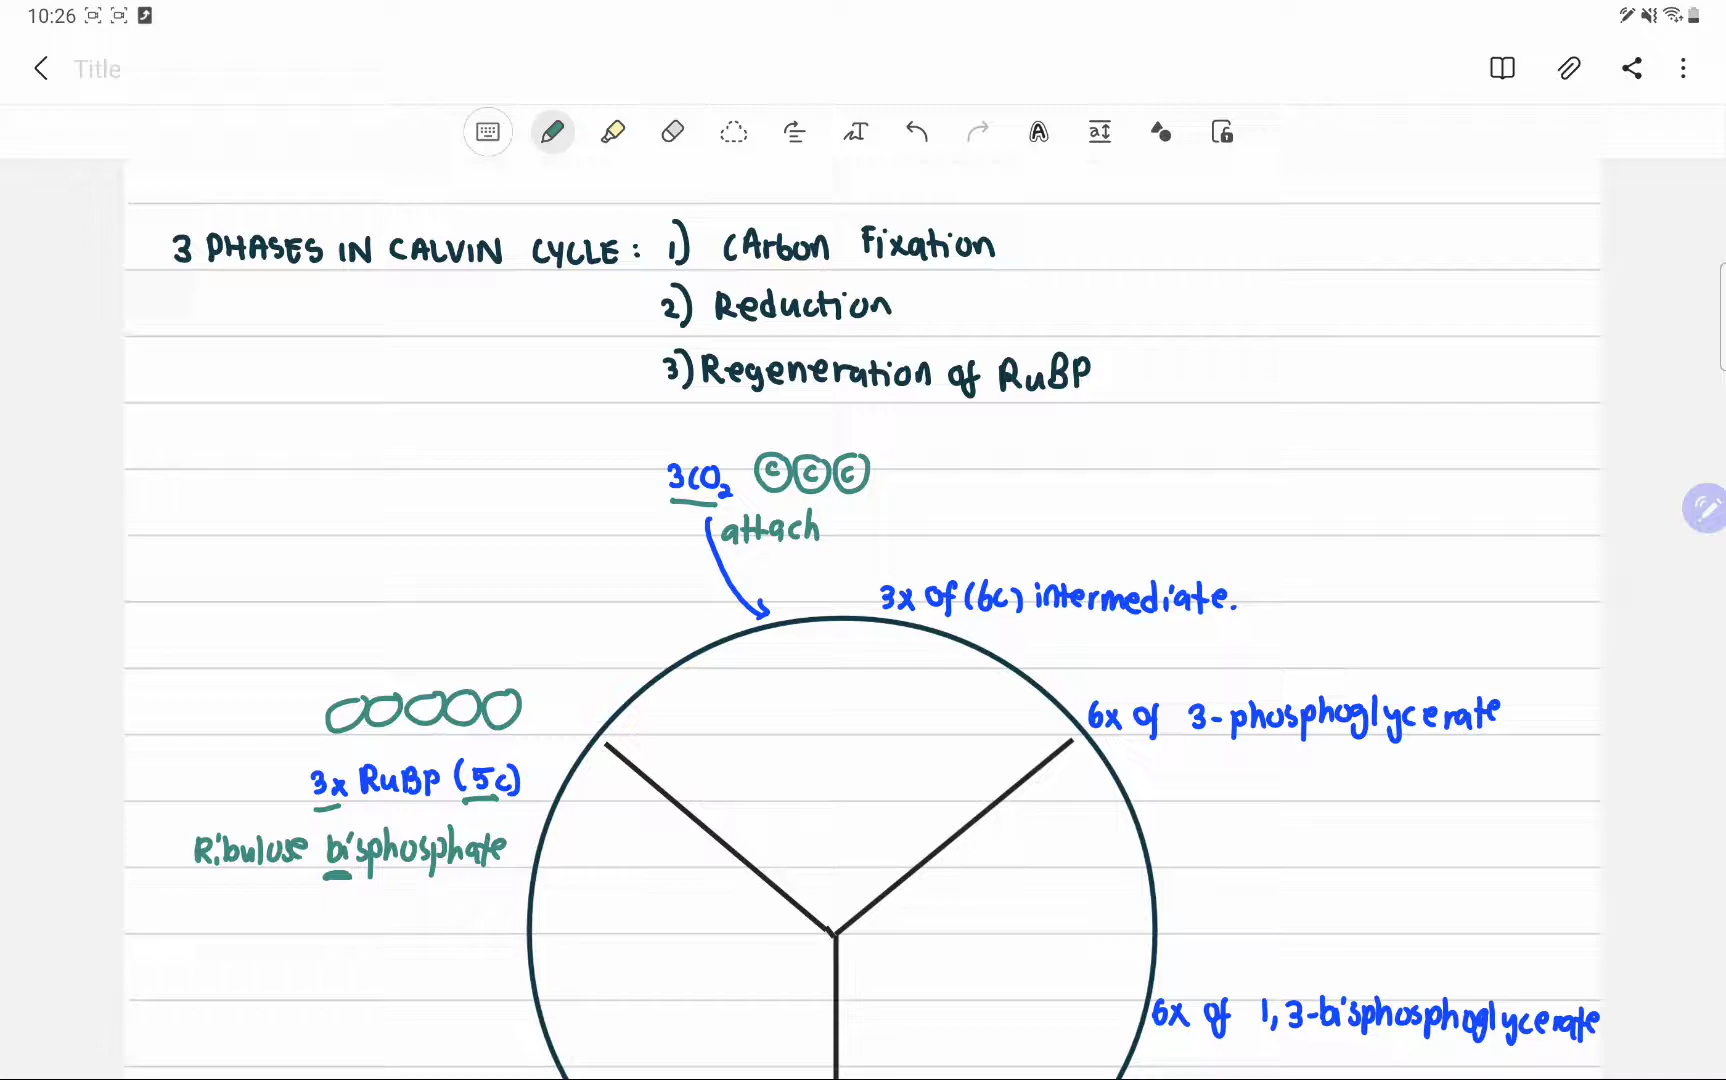 10:26
Title
3 PHASES IN CALVIN CYCLE: 1) CArbon Fixation
2) Reduction
3) Regeneration of RuBP
3CO₂ C C C
attach
3x of (6c) intermediate.
6x of 3-phosphoglycerate
3x RuBP (5c)
Ribulose bisphosphate
6x of 1,3-bisphosphoglycerate